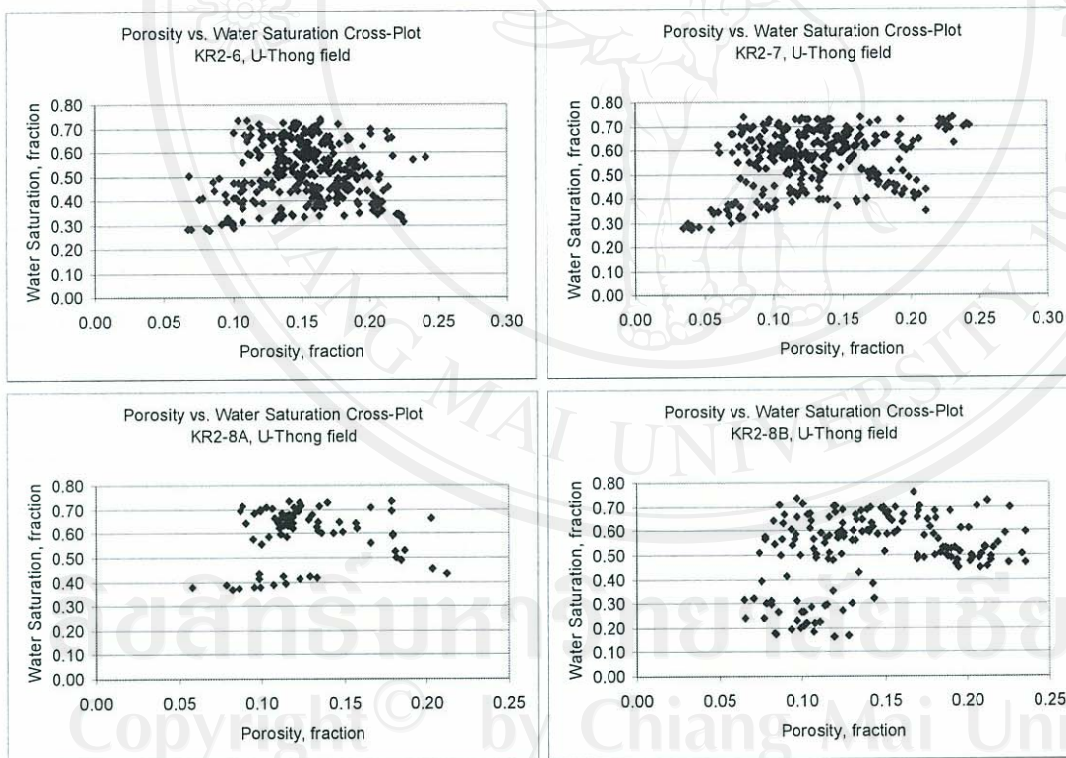 Porosity vs. Water Saturation Cross-Plot
KR2-6, U-Thong field
Water Saturation, fraction
0.80
0.70
0.60
0.50
0.40
0.30
0.20
0.10
0.00
0.00 0.05 0.10 0.15 0.20 0.25 0.30
Porosity, fraction
Porosity vs. Water Saturation Cross-Plot
KR2-7, U-Thong field
Water Saturation, fraction
0.80
0.70
0.60
0.50
0.40
0.30
0.20
0.10
0.00
0.00 0.05 0.10 0.15 0.20 0.25 0.30
Porosity, fraction
Porosity vs. Water Saturation Cross-Plot
KR2-8A, U-Thcng field
Water Saturation, fraction
0.80
0.70
0.60
0.50
0.40
0.30
0.20
0.10
0.00
0.00 0.05 0.10 0.15 0.20 0.25
Porosity, fraction
Porosity vs. Water Saturation Cross-Plot
KR2-8B, U-Thong field
Water Saturation, fraction
0.80
0.70
0.60
0.50
0.40
0.30
0.20
0.10
0.00
0.00 0.05 0.10 0.15 0.20 0.25
Porosity, fraction
ANG MAI UNIVERSITY
Copyright © by Chiang Mai Uni